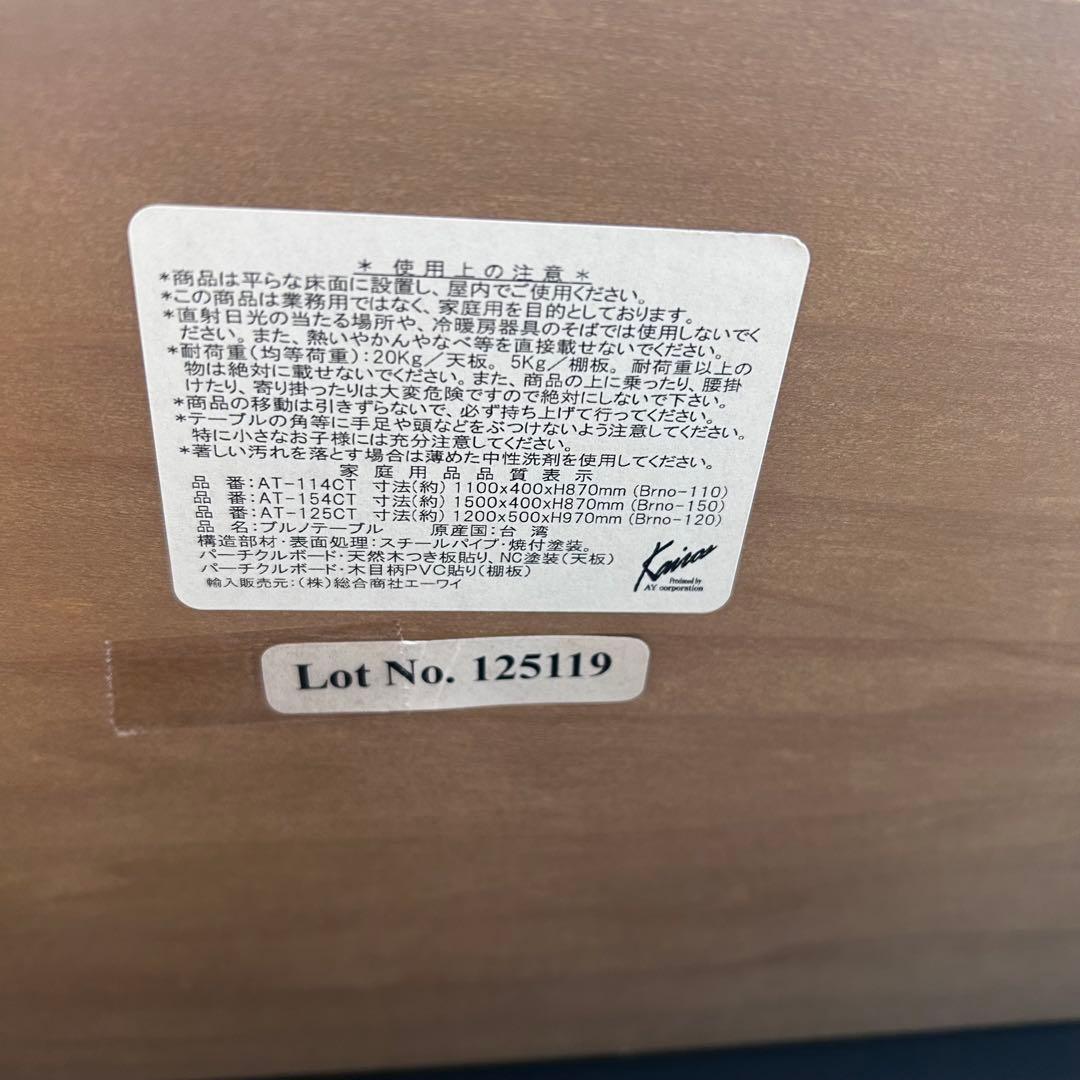 ＊ 使用上の注意 ＊
＊商品は平らな床面に設置し、屋内でご使用ください。
＊この商品は業務用ではなく、家庭用を目的としております。
＊直射日光の当たる場所や、冷暖房器具のそばでは使用しないでく
ださい。また、熱いやかんやなべ等を直接載せないでください。
＊耐荷重(均等荷重):20Kg/天板。 5Kg/棚板。 耐荷重以上の
物は絶対に載せないでください。また、商品の上に乗ったり、腰掛
けたり、寄り掛ったりは大変危険ですので絶対にしないで下さい。
＊商品の移動は引きずらないで、必ず持ち上げて行ってください。
＊テーブルの角等に手足や頭などをぶつけないよう注意してください。
特に小さなお子様には充分注意してください。
＊著しい汚れを落とす場合は薄めた中性洗剤を使用してください。
家庭用品品質表示
品 番:AT-114CT 寸法(約) 1100x400xH870mm (Brno-110)
品 番:AT-154CT 寸法(約) 1500x400xH870mm (Brno-150)
品 番:AT-125CT 寸法(約) 1200x500xH970mm (Brno-120)
品 名:ブルノテーブル 原産国:台 湾
構造部材・表面処理:スチールパイプ・焼付塗装。
パーチクルボード・天然木つき板貼り、NC塗装(天板)
パーチクルボード・木目柄PVC貼り(棚板)
輸入販売元:(株)総合商社エーワイ
Kairos
Produced by
AY corporation
Lot No. 125119